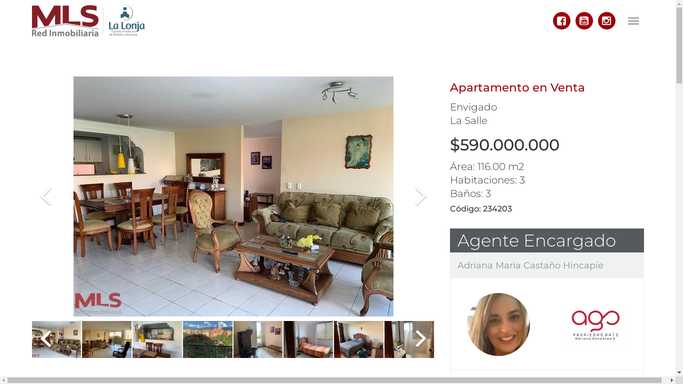 MLS
Red Inmobiliaria
La Lonja
Apartamento en Venta
Envigado
La Salle
$590.000.000
Área: 116.00 m2
Habitaciones: 3
Baños: 3
Código: 234203
Agente Encargado
Adriana Maria Castaño Hincapie
MLS
ago